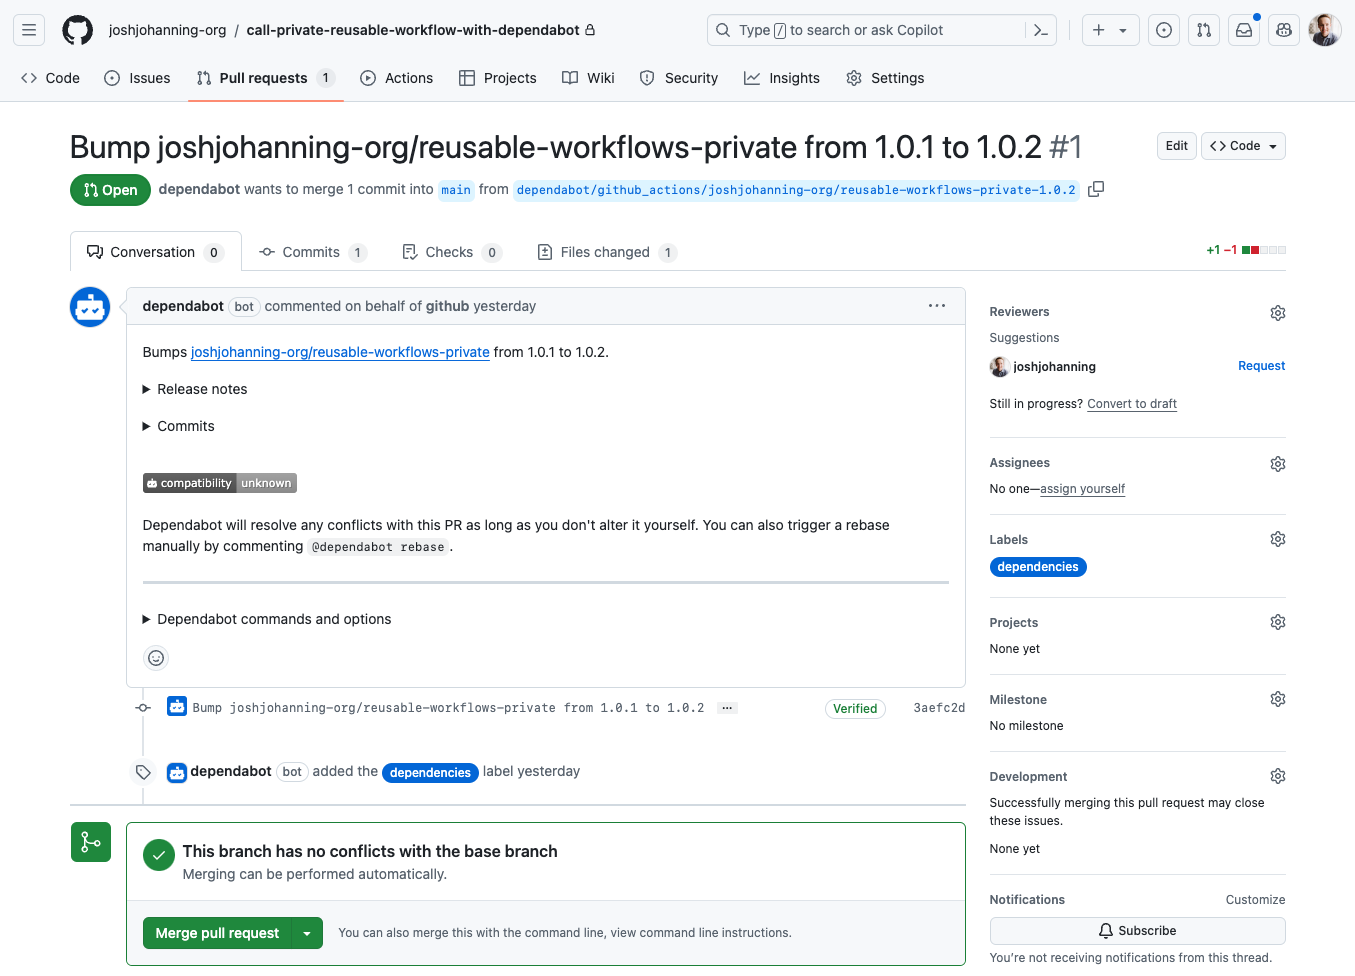 joshjohanning-org / call-private-reusable-workflow-with-dependabot
Type / to search or ask Copilot
Code
Issues
Pull requests 1
Actions
Projects
Wiki
Security
Insights
Settings
Bump joshjohanning-org/reusable-workflows-private from 1.0.1 to 1.0.2 #1
Edit
<> Code
Open
dependabot wants to merge 1 commit into main from dependabot/github_actions/joshjohanning-org/reusable-workflows-private-1.0.2
Conversation 0
Commits 1
Checks 0
Files changed 1
+1 −1
dependabot bot commented on behalf of github yesterday
Bumps joshjohanning-org/reusable-workflows-private from 1.0.1 to 1.0.2.
Release notes
Commits
compatibility unknown
Dependabot will resolve any conflicts with this PR as long as you don't alter it yourself. You can also trigger a rebase
manually by commenting @dependabot rebase.
Dependabot commands and options
Bump joshjohanning-org/reusable-workflows-private from 1.0.1 to 1.0.2 ...
Verified
3aefc2d
dependabot bot added the dependencies label yesterday
This branch has no conflicts with the base branch
Merging can be performed automatically.
Merge pull request
You can also merge this with the command line, view command line instructions.
Reviewers
Suggestions
joshjohanning
Request
Still in progress? Convert to draft
Assignees
No one—assign yourself
Labels
dependencies
Projects
None yet
Milestone
No milestone
Development
Successfully merging this pull request may close
these issues.
None yet
Notifications
Customize
Subscribe
You're not receiving notifications from this thread.